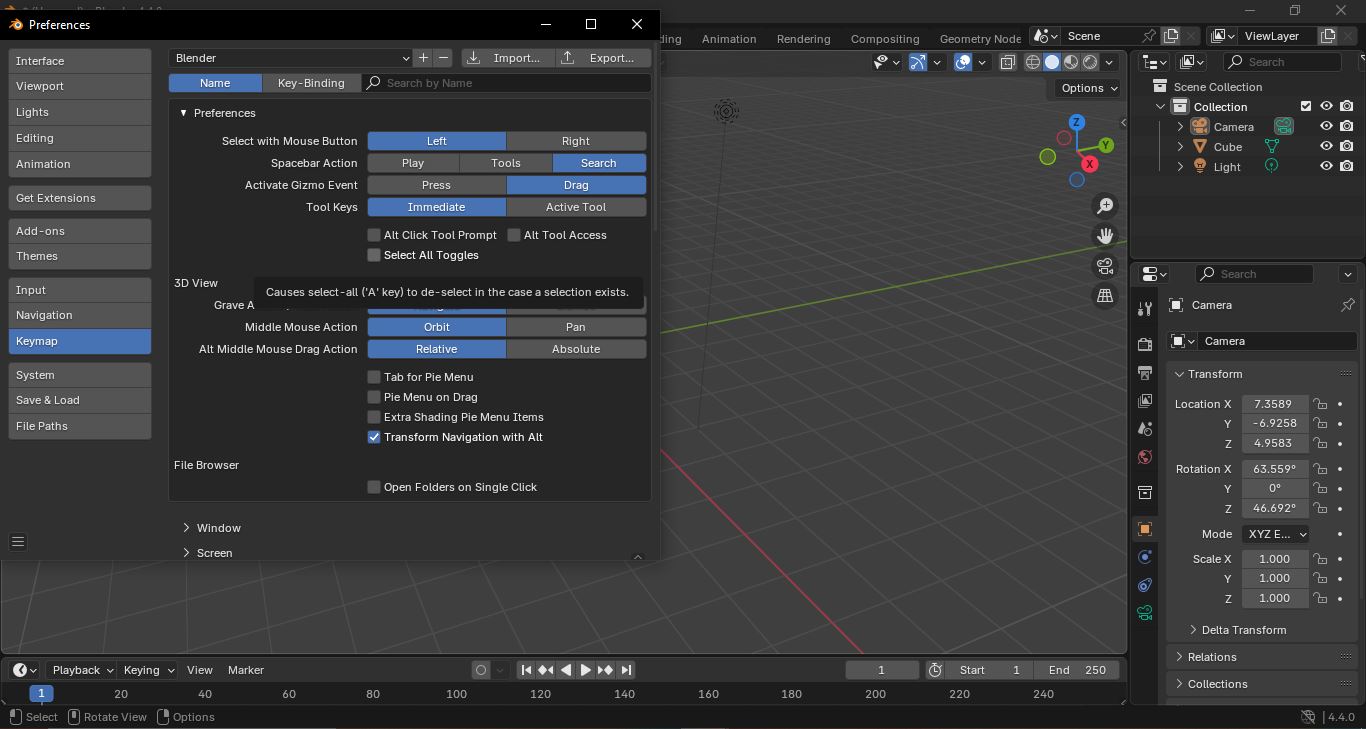 Preferences
ding Animation Rendering Compositing Geometry Node Scene ViewLayer
Interface
Viewport
Lights
Editing
Animation
Get Extensions
Add-ons
Themes
Input
Navigation
Keymap
System
Save & Load
File Paths
Blender Import... Export...
Name Key-Binding Search by Name
Preferences
Select with Mouse Button Left Right
Spacebar Action Play Tools Search
Activate Gizmo Event Press Drag
Tool Keys Immediate Active Tool
Alt Click Tool Prompt Alt Tool Access
Select All Toggles
3D View
Causes select-all ('A' key) to de-select in the case a selection exists.
Grave A
Middle Mouse Action Orbit Pan
Alt Middle Mouse Drag Action Relative Absolute
Tab for Pie Menu
Pie Menu on Drag
Extra Shading Pie Menu Items
Transform Navigation with Alt
File Browser
Open Folders on Single Click
Window
Screen
Options
Z
Y
X
Search
Scene Collection
Collection
Camera
Cube
Light
Search
Camera
Camera
Transform
Location X 7.3589
Y -6.9258
Z 4.9583
Rotation X 63.559°
Y 0°
Z 46.692°
Mode XYZ E...
Scale X 1.000
Y 1.000
Z 1.000
Delta Transform
Relations
Collections
Playback Keying View Marker 1 Start 1 End 250
1 20 40 60 80 100 120 140 160 180 200 220 240
Select Rotate View Options 4.4.0